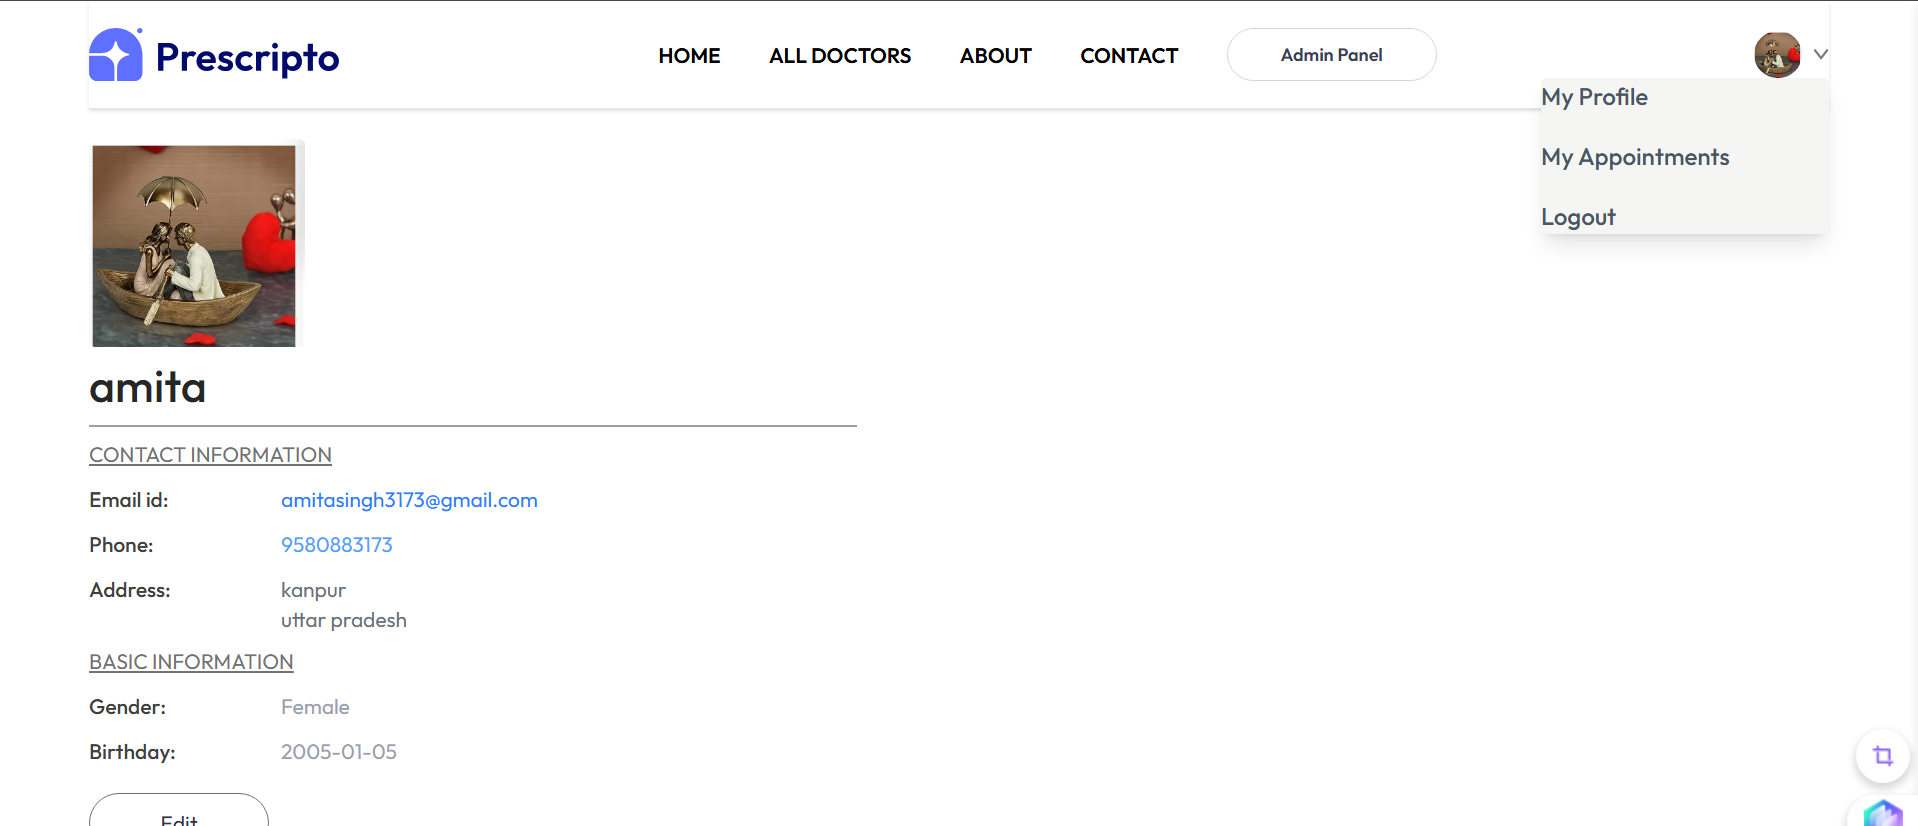 Prescripto
HOME ALL DOCTORS ABOUT CONTACT Admin Panel
My Profile
My Appointments
Logout
amita
CONTACT INFORMATION
Email id: amitasingh3173@gmail.com
Phone: 9580883173
Address: kanpur
uttar pradesh
BASIC INFORMATION
Gender: Female
Birthday: 2005-01-05
Edit